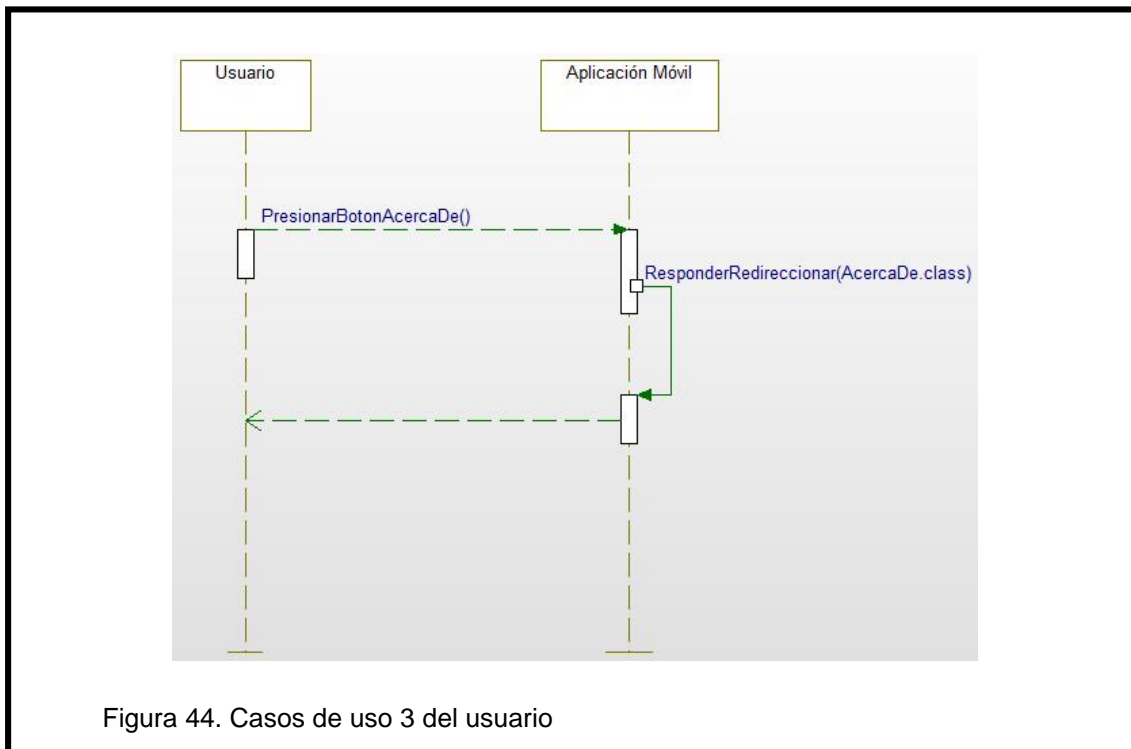 Usuario
Aplicación Móvil
PresionarBotonAcercaDe()
ResponderRedireccionar(AcercaDe.class)
Figura 44. Casos de uso 3 del usuario